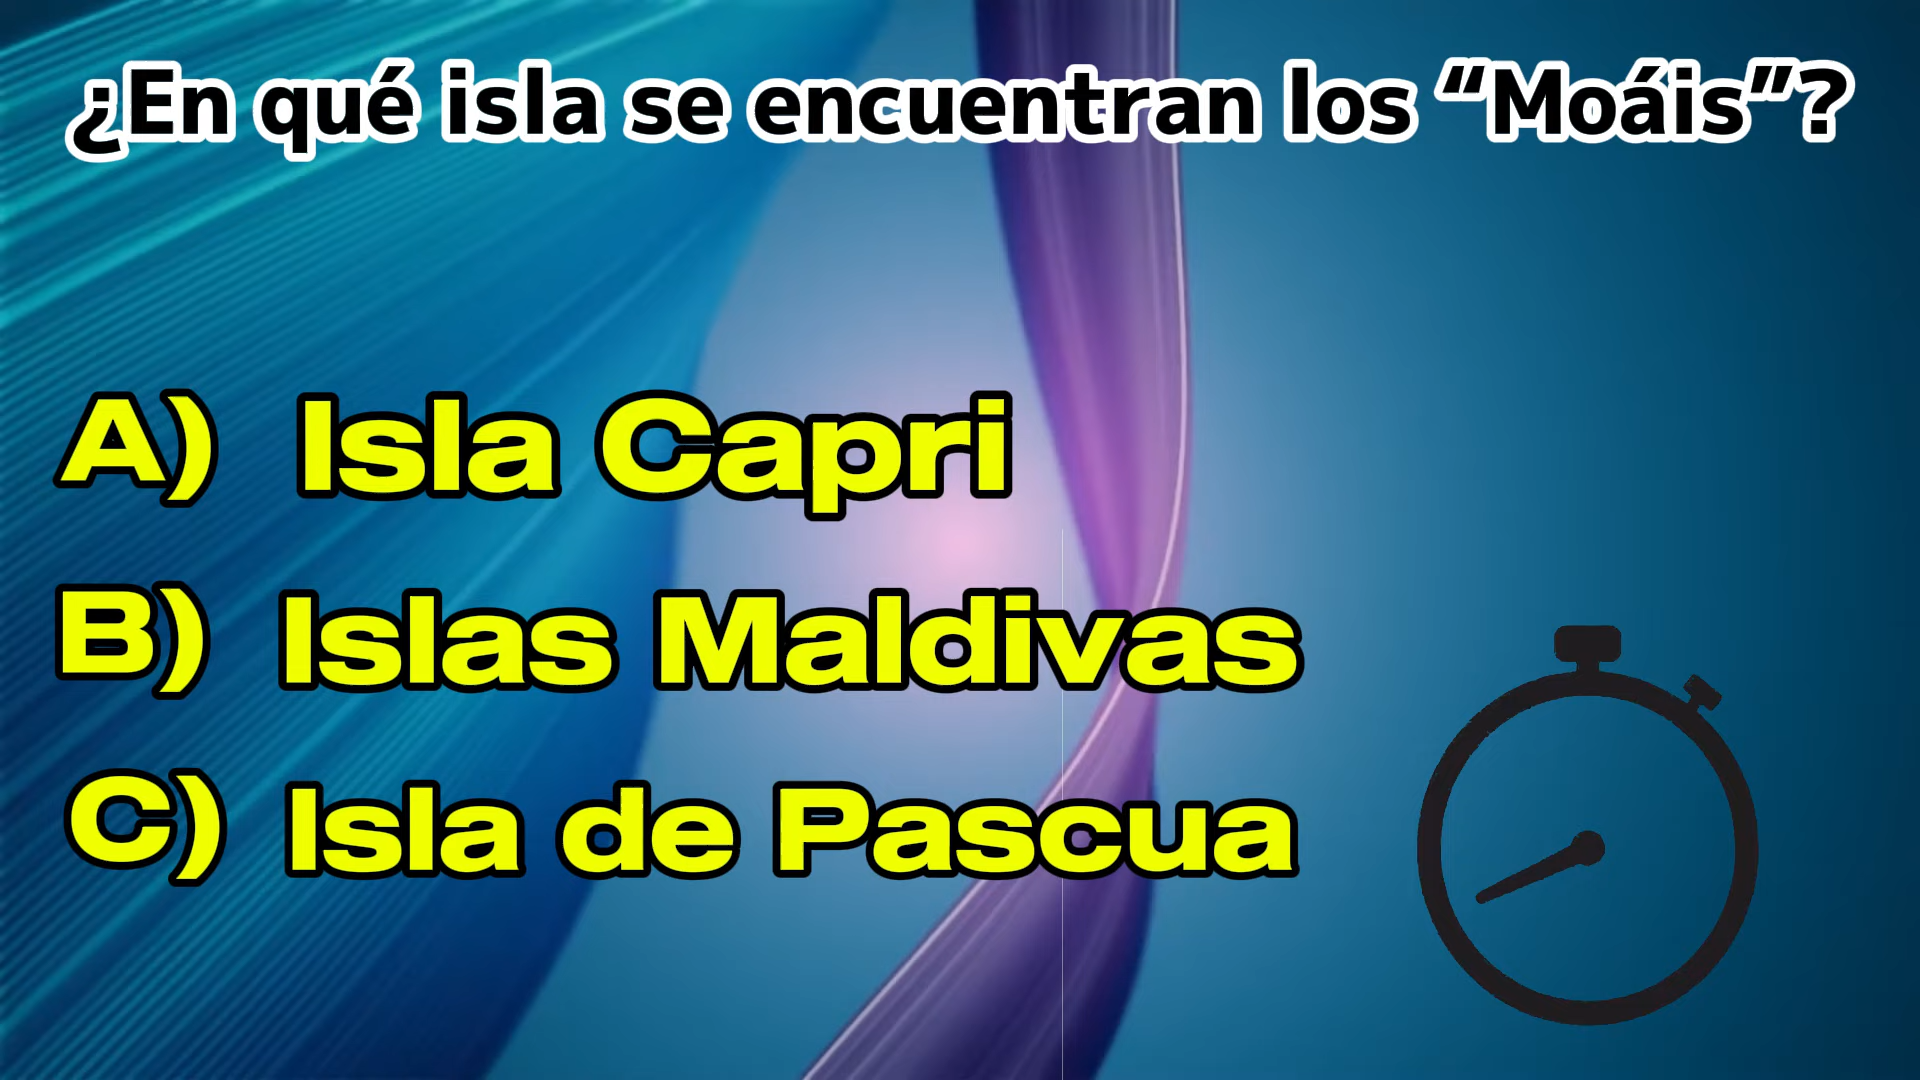 ¿En qué isla se encuentran los “Moáis”?
A) Isla Capri
B) Islas Maldivas
C) Isla de Pascua